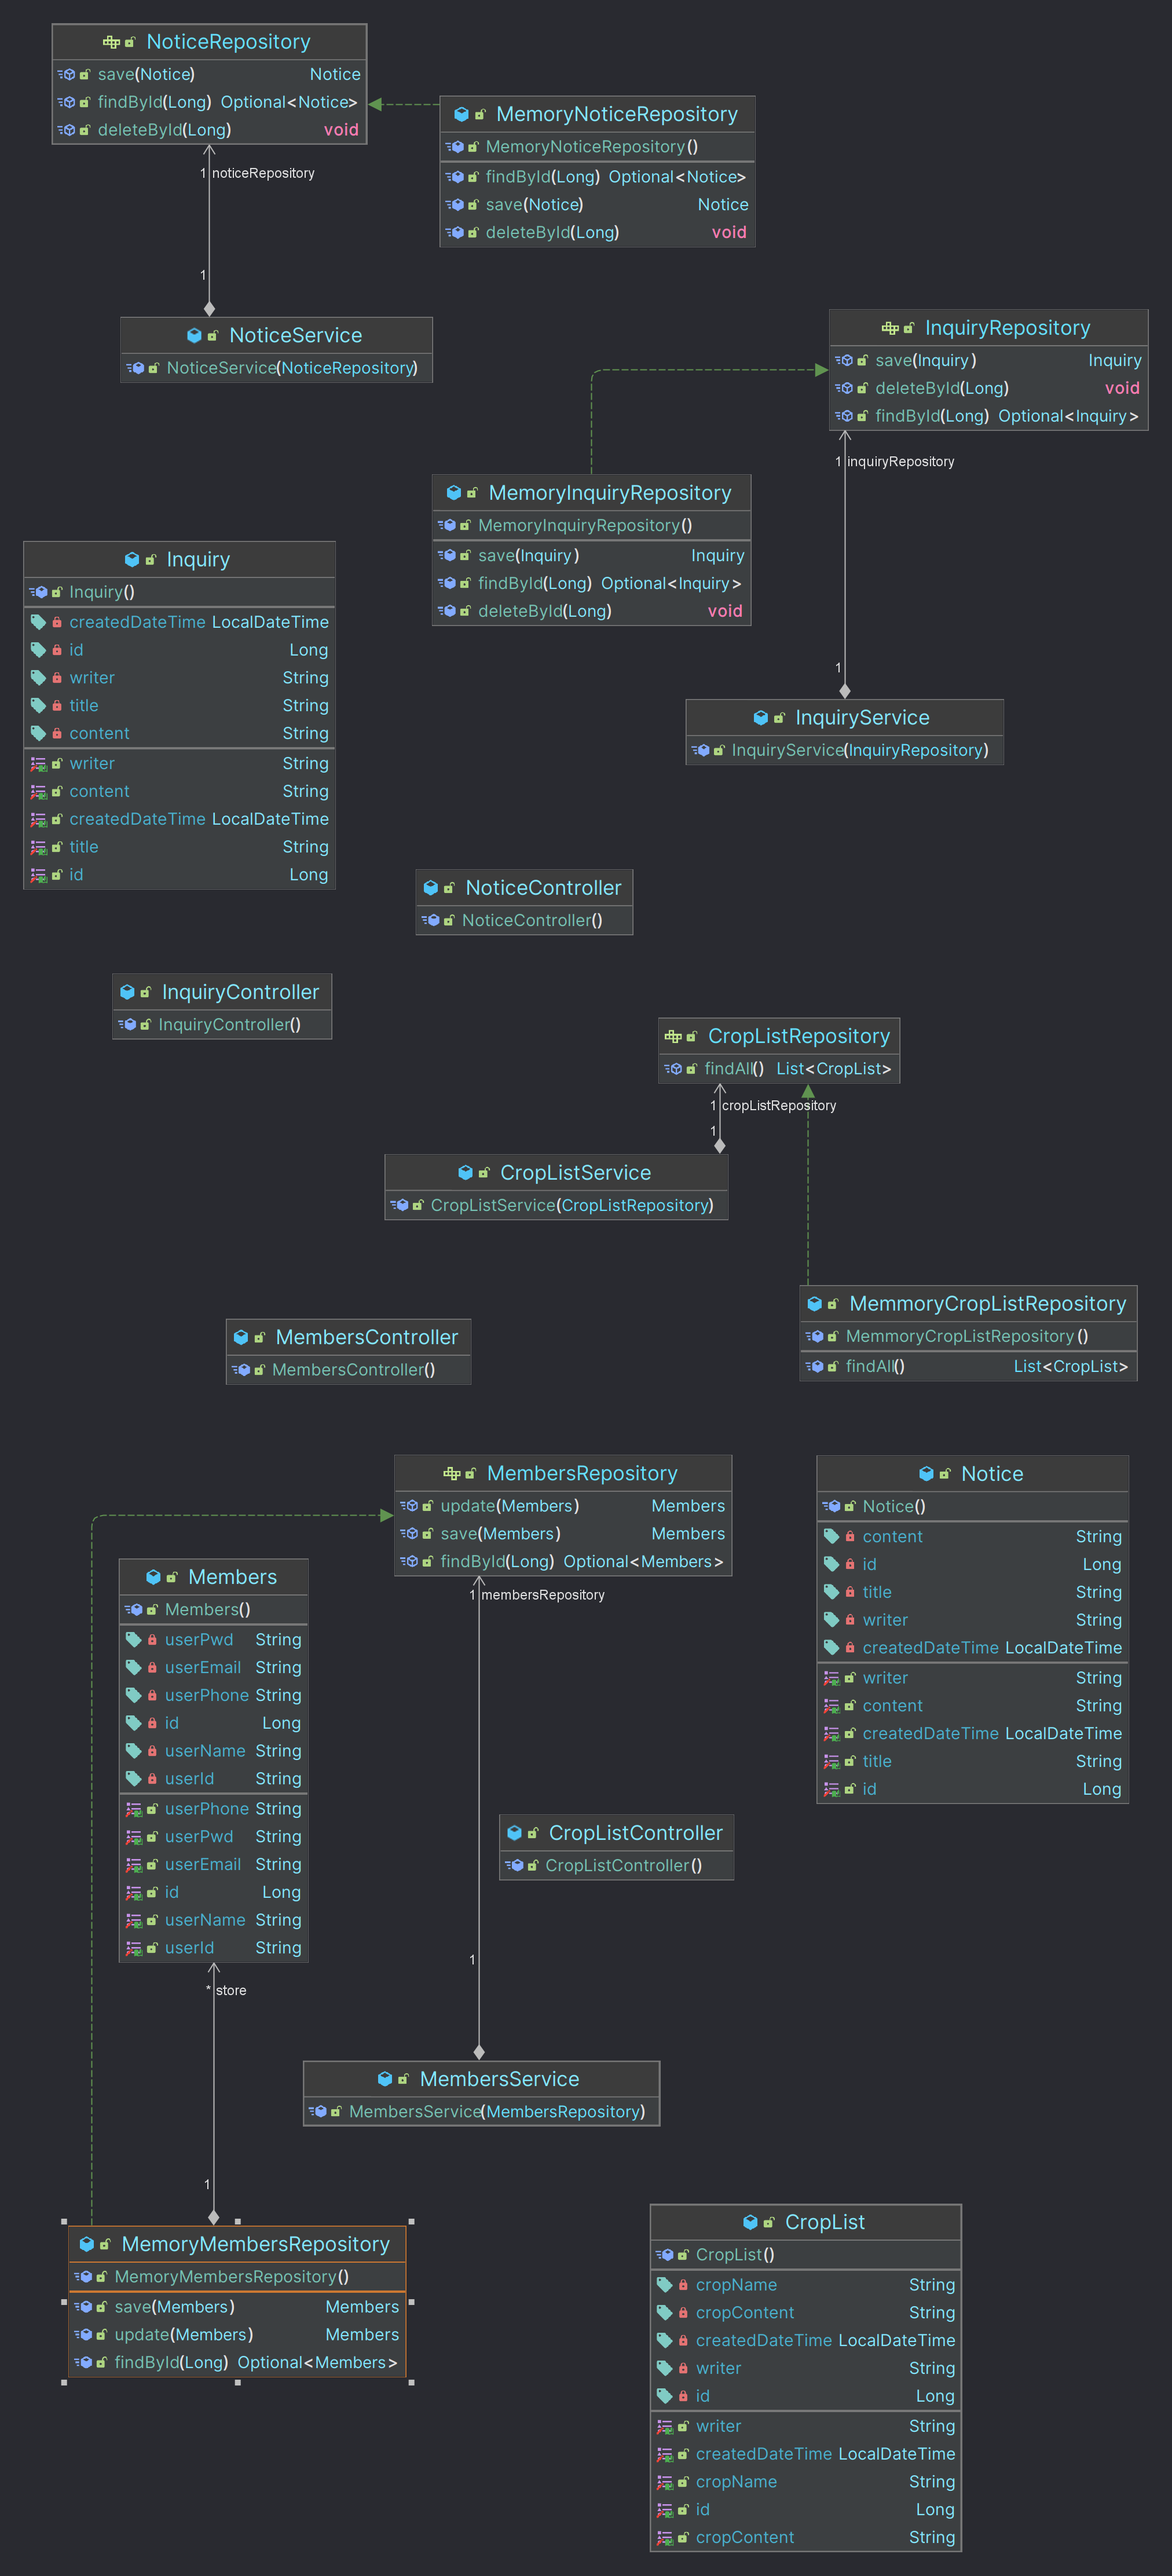 NoticeRepository
save(Notice) Notice
findById(Long) Optional<Notice>
deleteById(Long) void
MemoryNoticeRepository
MemoryNoticeRepository()
findById(Long) Optional<Notice>
save(Notice) Notice
deleteById(Long) void
1 noticeRepository
1
NoticeService
NoticeService(NoticeRepository)
InquiryRepository
save(Inquiry) Inquiry
deleteById(Long) void
findById(Long) Optional<Inquiry>
1 inquiryRepository
MemoryInquiryRepository
MemoryInquiryRepository()
save(Inquiry) Inquiry
findById(Long) Optional<Inquiry>
deleteById(Long) void
Inquiry
Inquiry()
createdDateTime LocalDateTime
id Long
writer String
title String
content String
writer String
content String
createdDateTime LocalDateTime
title String
id Long
1
InquiryService
InquiryService(InquiryRepository)
NoticeController
NoticeController()
InquiryController
InquiryController()
CropListRepository
findAll() List<CropList>
1 cropListRepository
1
CropListService
CropListService(CropListRepository)
MemmoryCropListRepository
MemmoryCropListRepository()
findAll() List<CropList>
MembersController
MembersController()
MembersRepository
update(Members) Members
save(Members) Members
findById(Long) Optional<Members>
1 membersRepository
Notice
Notice()
content String
id Long
title String
writer String
createdDateTime LocalDateTime
writer String
content String
createdDateTime LocalDateTime
title String
id Long
Members
Members()
userPwd String
userEmail String
userPhone String
id Long
userName String
userId String
userPhone String
userPwd String
userEmail String
id Long
userName String
userId String
CropListController
CropListController()
1
* store
MembersService
MembersService(MembersRepository)
1
MemoryMembersRepository
MemoryMembersRepository()
save(Members) Members
update(Members) Members
findById(Long) Optional<Members>
CropList
CropList()
cropName String
cropContent String
createdDateTime LocalDateTime
writer String
id Long
writer String
createdDateTime LocalDateTime
cropName String
id Long
cropContent String